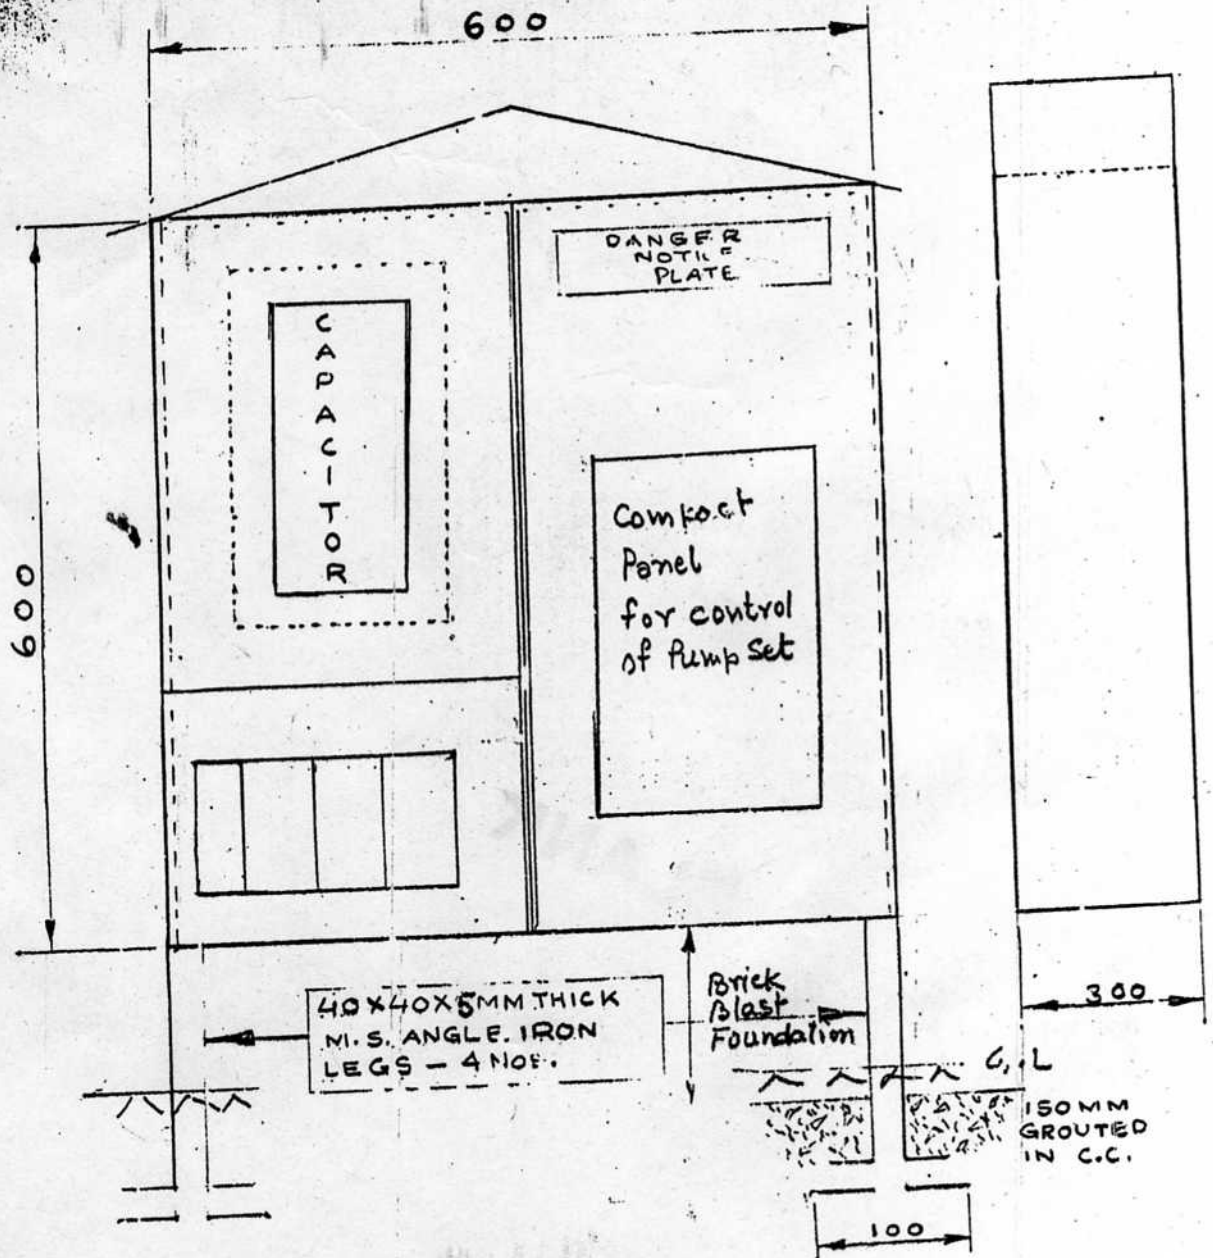 600
DANGER
NOTICE
PLATE
CAPACITOR
600
Compact
Panel
for control
of Pump Set
40X40X5MM THICK
M.S. ANGLE. IRON
LEGS - 4 NOS.
Brick
Blast
Foundation
300
G.L
150MM
GROUTED
IN C.C.
100